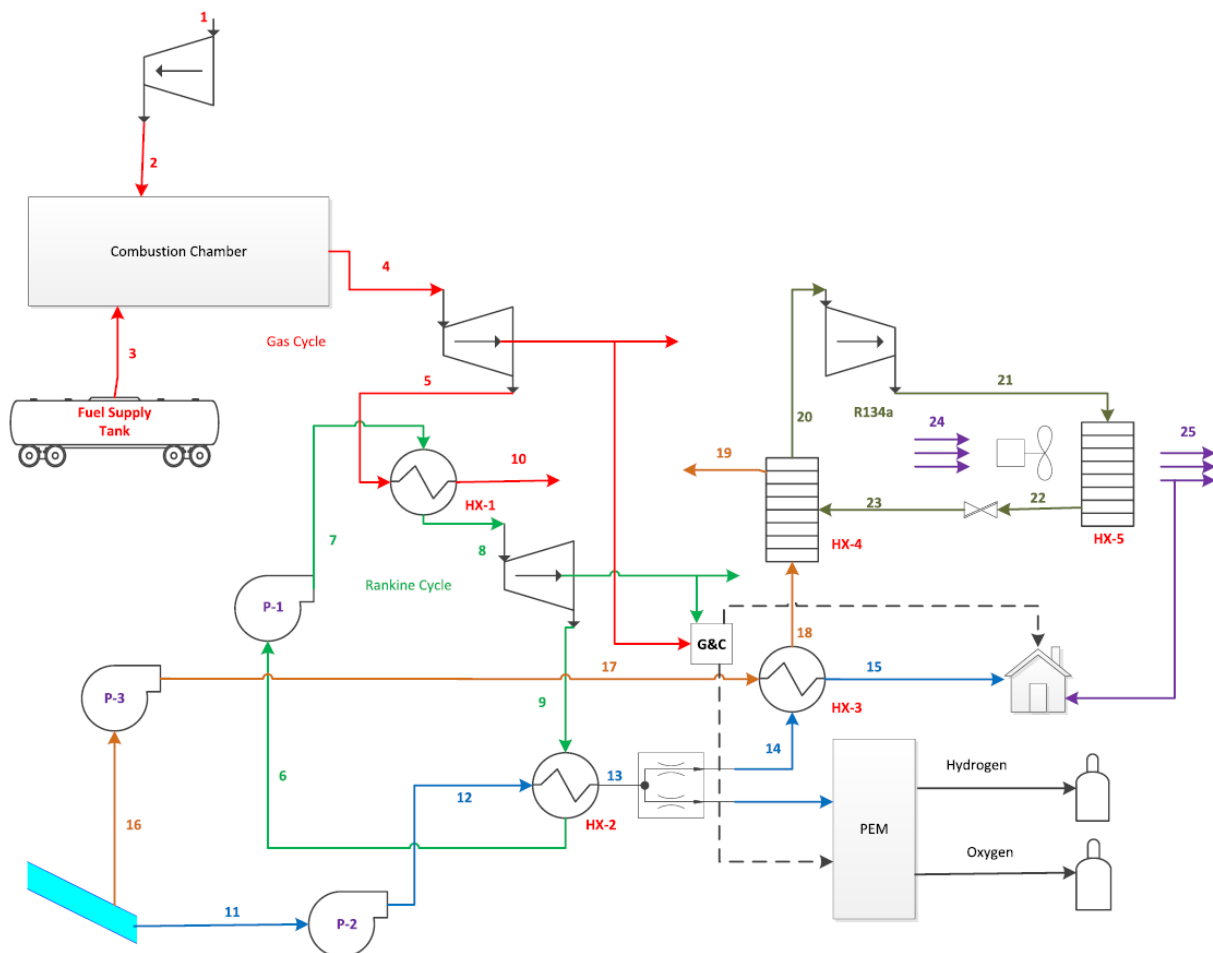 1
2
Combustion Chamber
4
Gas Cycle
3
Fuel Supply
Tank
5
10
HX-1
7
8
Rankine Cycle
P-1
G&C
20
R134a
21
24
25
19
23
22
HX-4
HX-5
18
17
15
P-3
HX-3
9
14
6
12
13
HX-2
16
11
P-2
PEM
Hydrogen
Oxygen